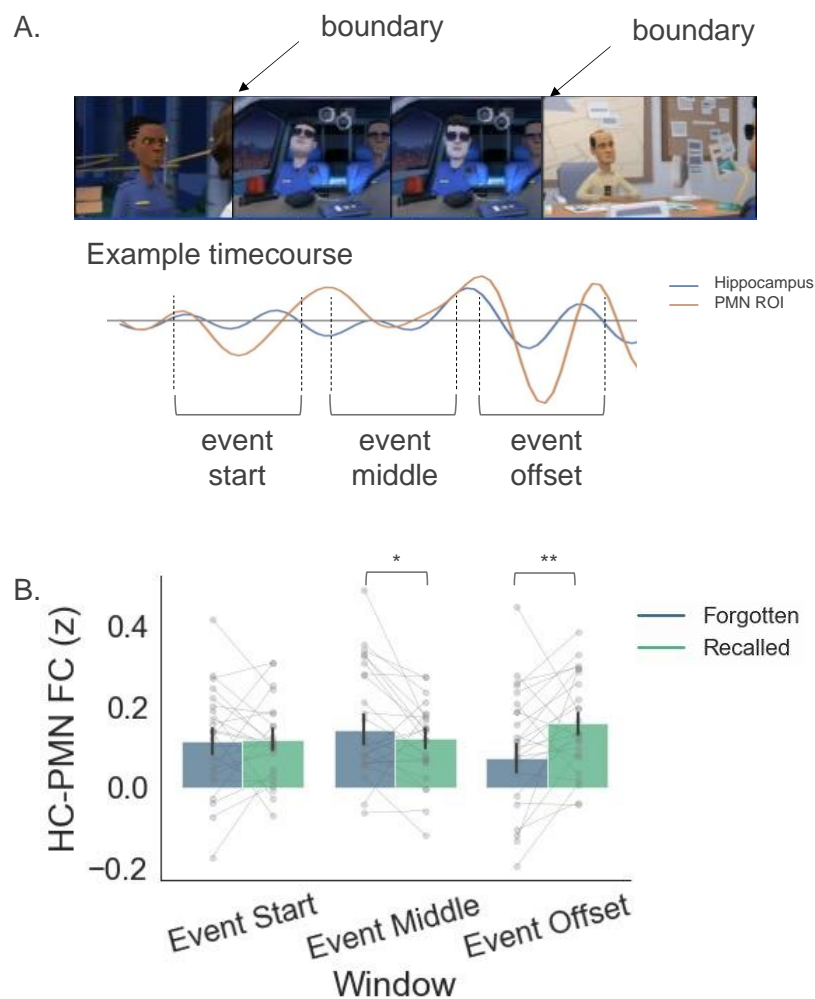 A.
boundary
boundary
Example timecourse
Hippocampus
PMN ROI
event
start
event
middle
event
offset
B.
*
**
HC-PMN FC (z)
0.4
0.2
0.0
−0.2
Forgotten
Recalled
Event Start
Event Middle
Event Offset
Window